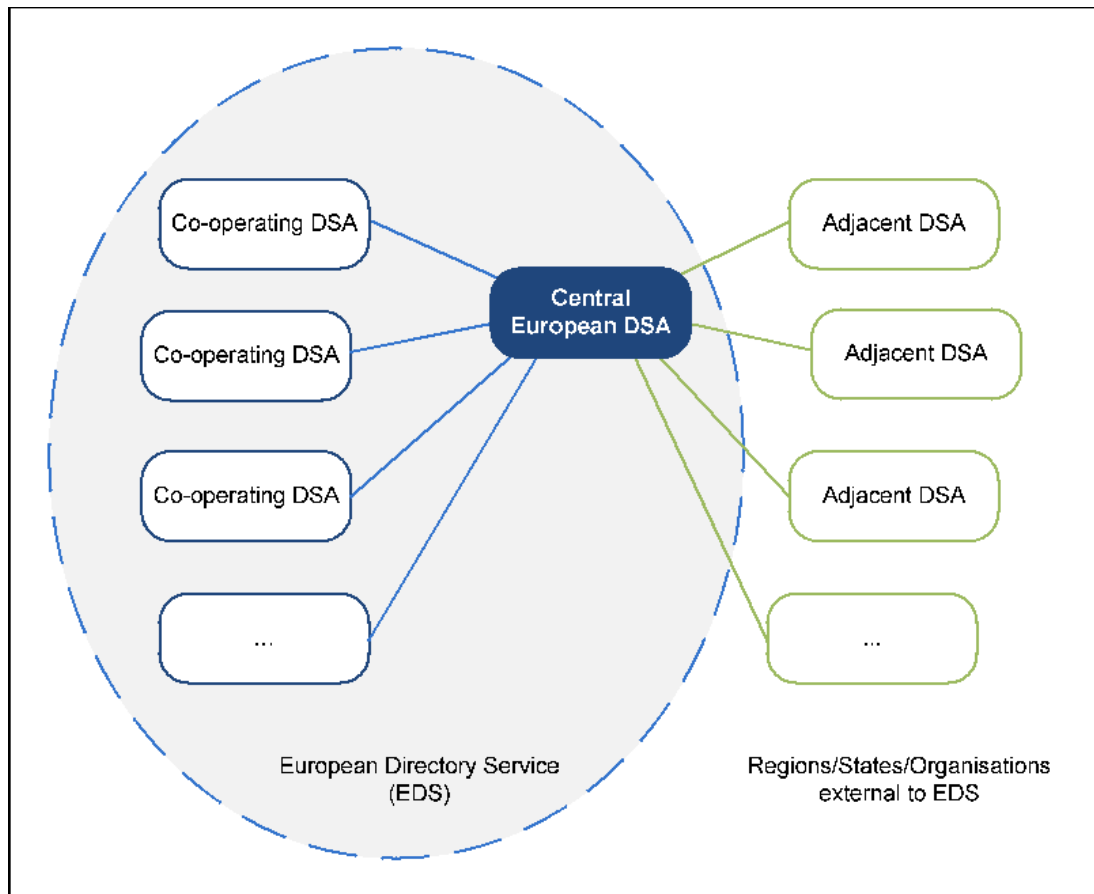 Co-operating DSA
Adjacent DSA
Central
European DSA
Co-operating DSA
Adjacent DSA
Co-operating DSA
Adjacent DSA
...
...
European Directory Service
(EDS)
Regions/States/Organisations
external to EDS